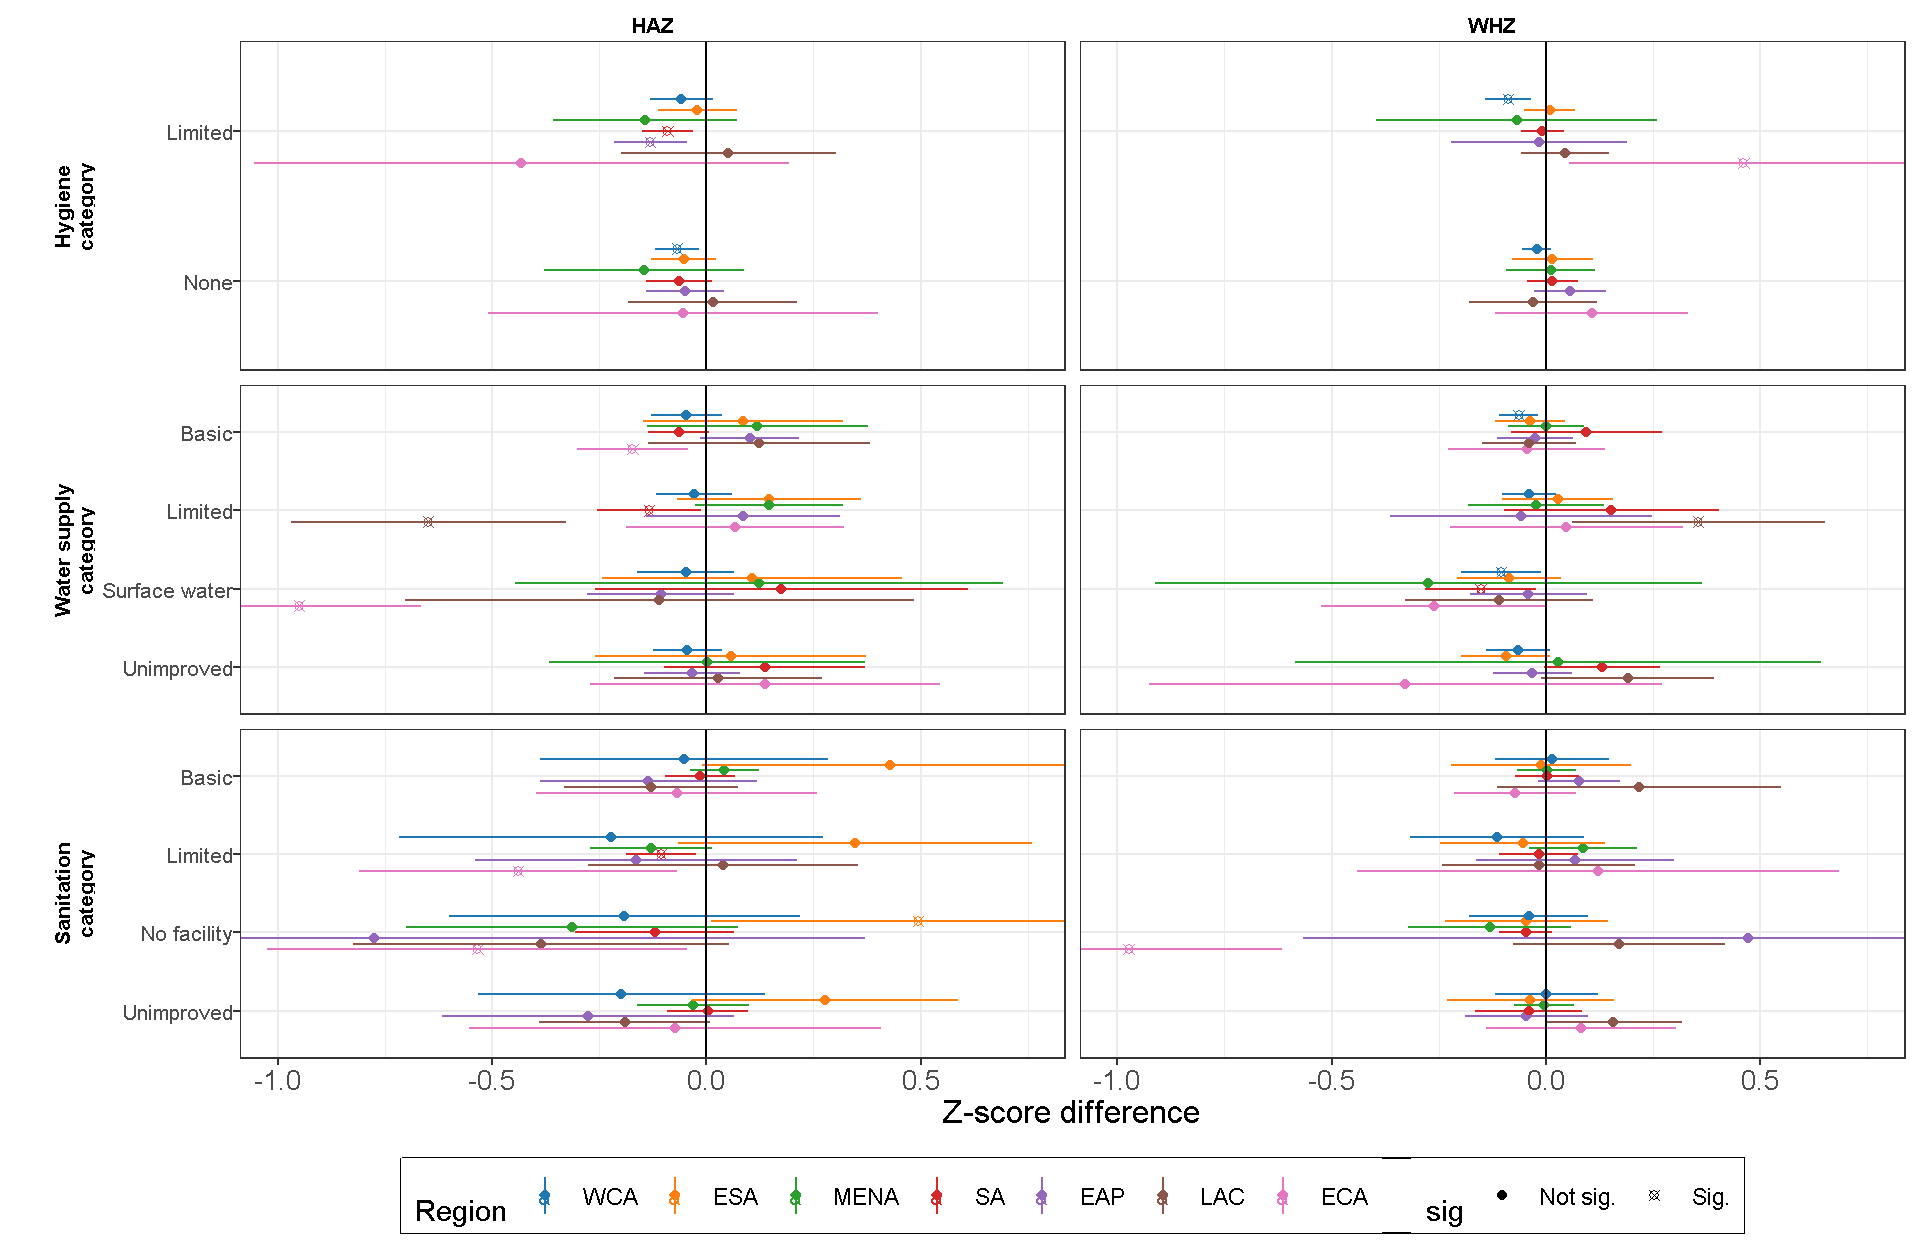 HAZ
WHZ
Hygiene
category
Limited
None
Water supply
category
Basic
Limited
Surface water
Unimproved
Sanitation
category
Basic
Limited
No facility
Unimproved
-1.0 -0.5 0.0 0.5 -1.0 -0.5 0.0 0.5
Z-score difference
Region WCA ESA MENA SA EAP LAC ECA sig Not sig. Sig.